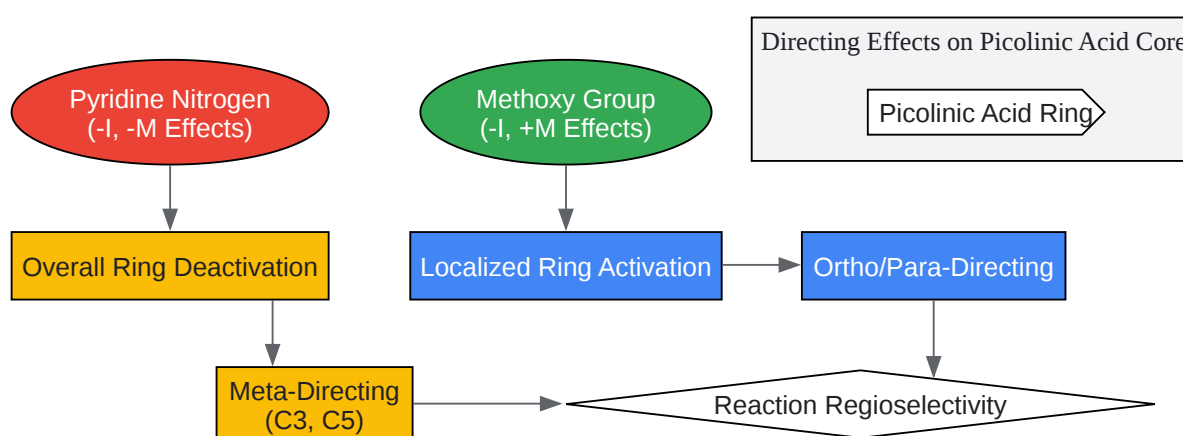 Directing Effects on Picolinic Acid Core
Pyridine Nitrogen
(-I, -M Effects)
Methoxy Group
(-I, +M Effects)
Picolinic Acid Ring
Overall Ring Deactivation
Localized Ring Activation
Ortho/Para-Directing
Meta-Directing
(C3, C5)
Reaction Regioselectivity